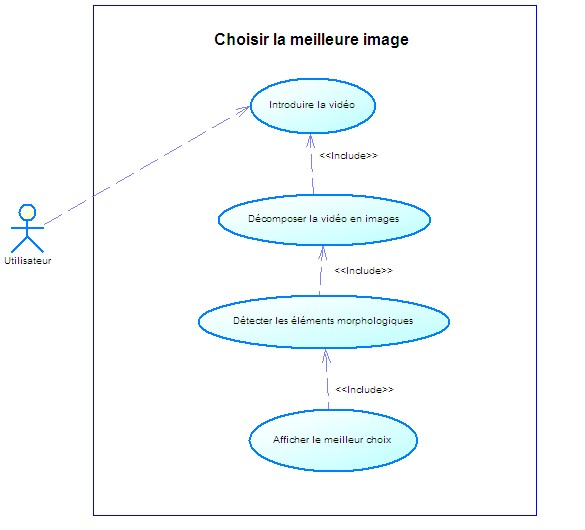 Choisir la meilleure image
Introduire la vidéo
<<Include>>
Décomposer la vidéo en images
Utilisateur
<<Include>>
Détecter les éléments morphologiques
<<Include>>
Afficher le meilleur choix